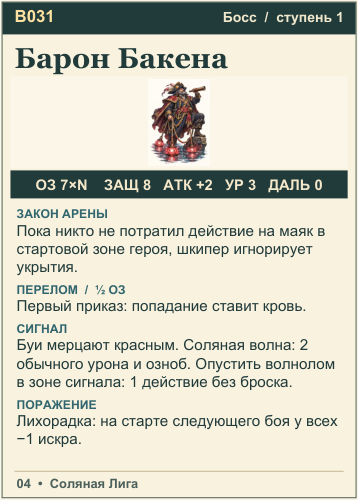 B031 Босс / ступень 1
Барон Бакена
ОЗ 7×N ЗАЩ 8 АТК +2 УР 3 ДАЛЬ 0
ЗАКОН АРЕНЫ
Пока никто не потратил действие на маяк в
стартовой зоне героя, шкипер игнорирует
укрытия.
ПЕРЕЛОМ / ½ ОЗ
Первый приказ: попадание ставит кровь.
СИГНАЛ
Буи мерцают красным. Соляная волна: 2
обычного урона и озноб. Опустить волнолом
в зоне сигнала: 1 действие без броска.
ПОРАЖЕНИЕ
Лихорадка: на старте следующего боя у всех
−1 искра.
04 • Соляная Лига